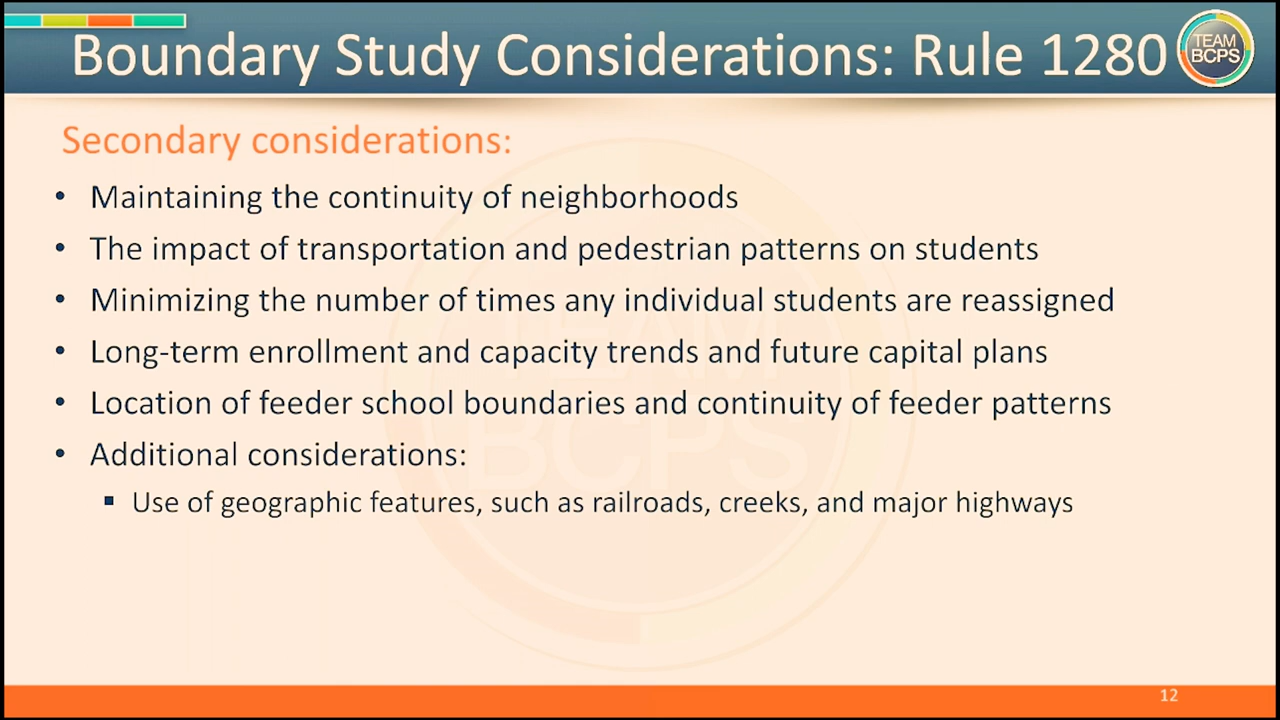 Boundary Study Considerations: Rule 1280
TEAM
BCPS
Secondary considerations:
• Maintaining the continuity of neighborhoods
• The impact of transportation and pedestrian patterns on students
• Minimizing the number of times any individual students are reassigned
• Long-term enrollment and capacity trends and future capital plans
• Location of feeder school boundaries and continuity of feeder patterns
• Additional considerations:
▪ Use of geographic features, such as railroads, creeks, and major highways
TEAM
BCPS
12